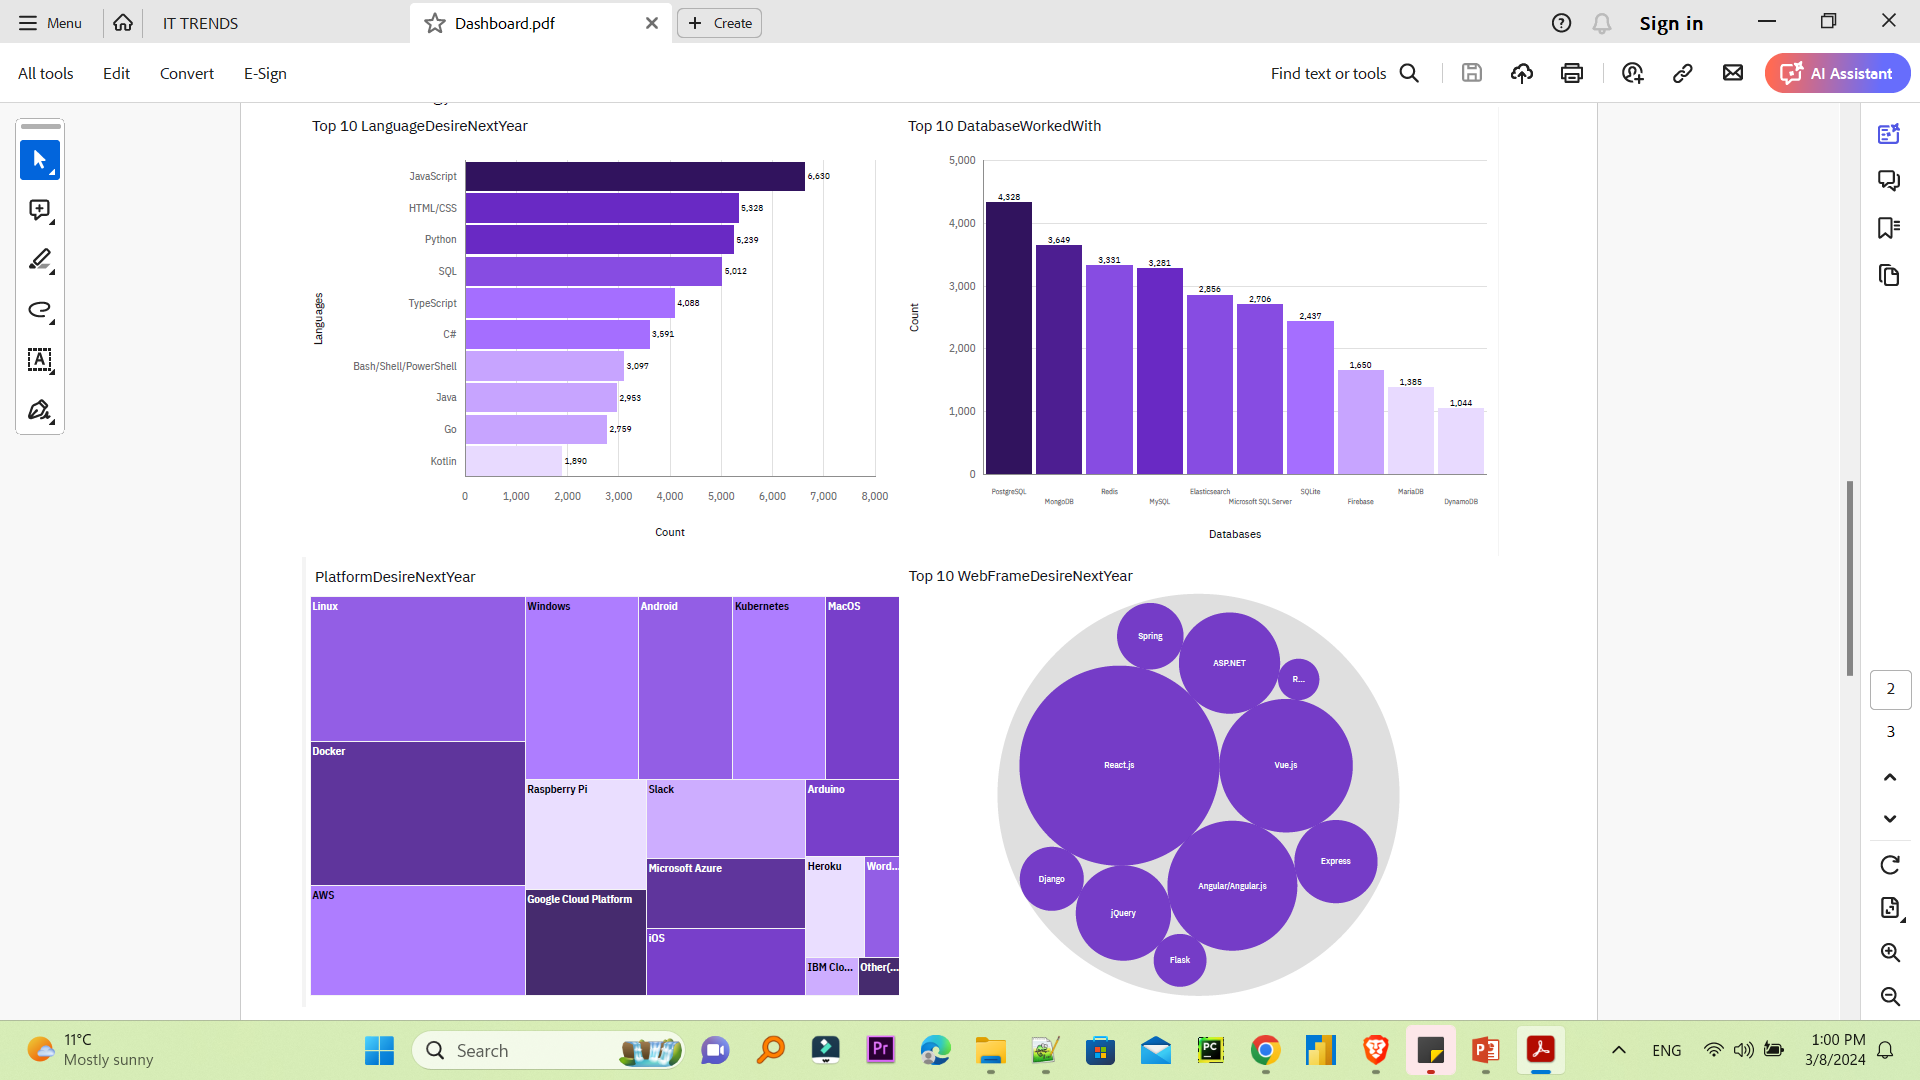 Menu
IT TRENDS
Dashboard.pdf
Create
Sign in
All tools
Edit
Convert
E-Sign
Find text or tools
AI Assistant
Top 10 LanguageDesireNextYear
Languages
JavaScript
6,630
HTML/CSS
5,328
Python
5,239
SQL
5,012
TypeScript
4,088
C#
3,591
Bash/Shell/PowerShell
3,097
Java
2,953
Go
2,759
Kotlin
1,890
0 1,000 2,000 3,000 4,000 5,000 6,000 7,000 8,000
Count
Top 10 DatabaseWorkedWith
Count
5,000
4,000
3,000
2,000
1,000
0
4,328
3,649
3,331
3,281
2,856
2,706
2,437
1,650
1,385
1,044
PostgreSQL
MongoDB
Redis
MySQL
Elasticsearch
Microsoft SQL Server
SQLite
Firebase
MariaDB
DynamoDB
Databases
PlatformDesireNextYear
Linux
Windows
Android
Kubernetes
MacOS
Docker
Raspberry Pi
Slack
Arduino
Microsoft Azure
Heroku
Word...
AWS
Google Cloud Platform
iOS
IBM Clo...
Other(...
Top 10 WebFrameDesireNextYear
Spring
ASP.NET
R...
React.js
Vue.js
Express
Django
Angular/Angular.js
jQuery
Flask
A
2
3
11°C
Mostly sunny
Search
Pr
PC
P
ENG
1:00 PM
3/8/2024